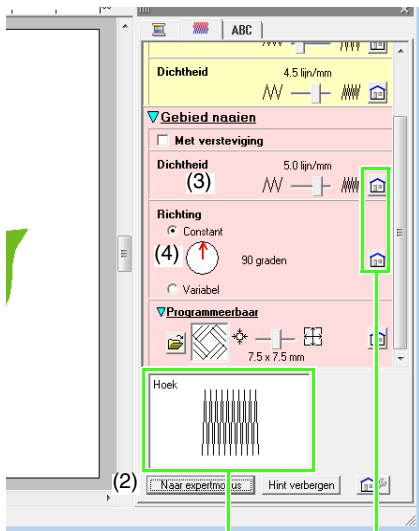 ABC
Dichtheid
4.5 lijn/mm
Gebied naaien
Met versteviging
Dichtheid
5.0 lijn/mm
(3)
Richting
Constant
(4)
90 graden
Variabel
Programmeerbaar
7.5 x 7.5 mm
Hoek
(2)
Naar expertmodus
Hint verbergen